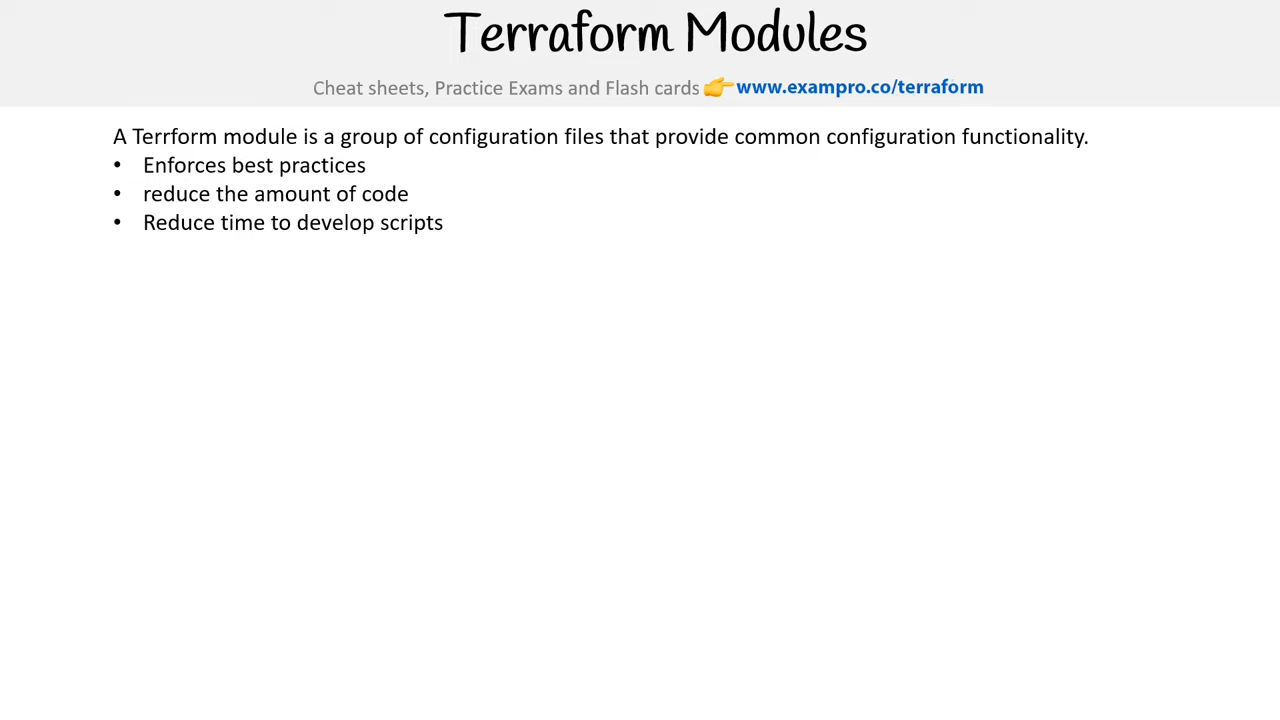 Terraform Modules
Cheat sheets, Practice Exams and Flash cards 👉 www.exampro.co/terraform
A Terrform module is a group of configuration files that provide common configuration functionality.
• Enforces best practices
• reduce the amount of code
• Reduce time to develop scripts